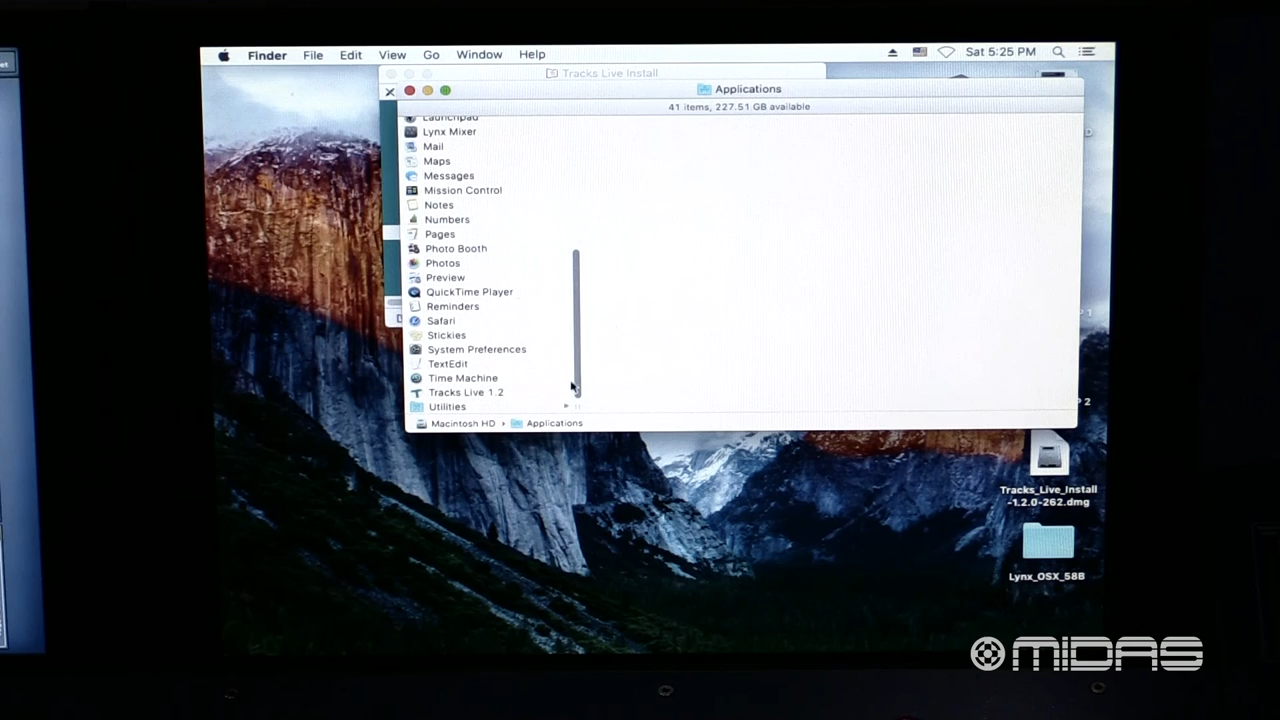 et
Finder File Edit View Go Window Help Sat 5:25 PM
Tracks Live Install
Applications
41 items, 227.51 GB available
Launchpad
Lynx Mixer
Mail
Maps
Messages
Mission Control
Notes
Numbers
Pages
Photo Booth
Photos
Preview
QuickTime Player
Reminders
Safari
Stickies
System Preferences
TextEdit
Time Machine
Tracks Live 1.2
Utilities
Macintosh HD Applications
P 2
Tracks_Live_Install
-1.2.0-262.dmg
Lynx_OSX_58B
MIDAS